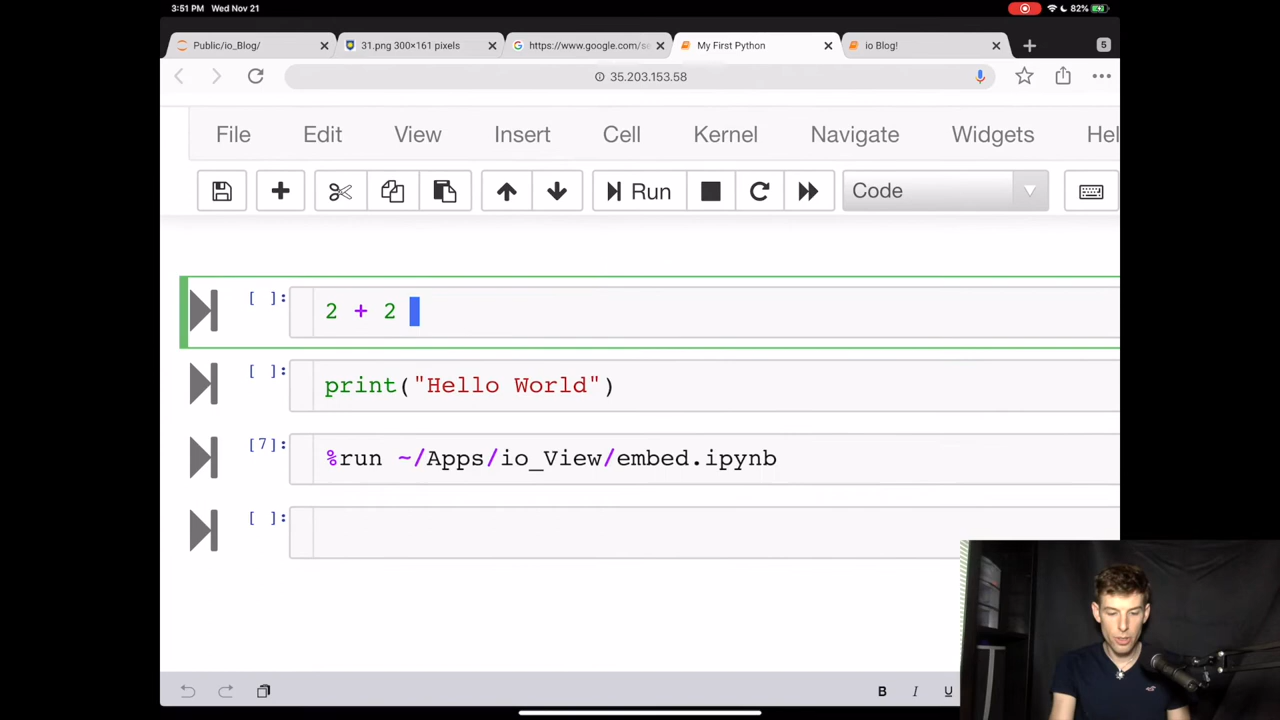 3:51 PM Wed Nov 21
82%
Public/io_Blog/
31.png 300×161 pixels
https://www.google.com/se
My First Python
io Blog!
5
35.203.153.58
File Edit View Insert Cell Kernel Navigate Widgets Hel
Run
Code
[ ]: 2 + 2
[ ]: print("Hello World")
[7]: %run ~/Apps/io_View/embed.ipynb
[ ]:
B I U